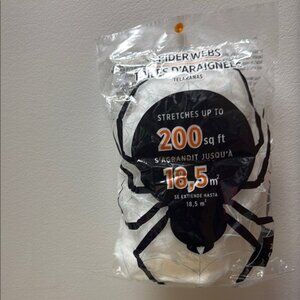 SPIDER WEBS
TOILES D'ARAIGNÉES
TELARAÑAS
STRETCHES UP TO
200 sq ft
S'AGRANDIT JUSQU'À
18,5 m²
SE EXTIENDE HASTA
18,5 m²